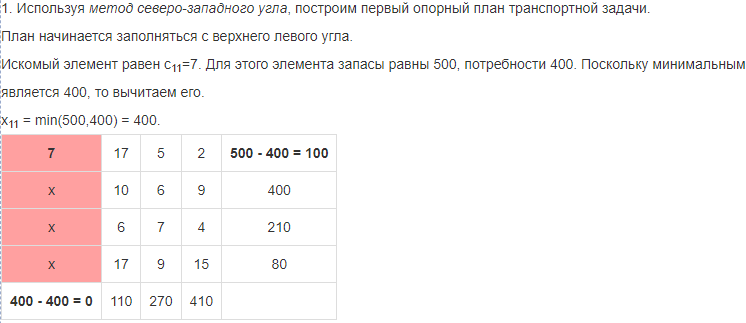 1. Используя метод северо-западного угла, построим первый опорный план транспортной задачи.
План начинается заполняться с верхнего левого угла.
Искомый элемент равен c11=7. Для этого элемента запасы равны 500, потребности 400. Поскольку минимальным
является 400, то вычитаем его.
x11 = min(500,400) = 400.
7 17 5 2 500 - 400 = 100
x 10 6 9 400
x 6 7 4 210
x 17 9 15 80
400 - 400 = 0 110 270 410